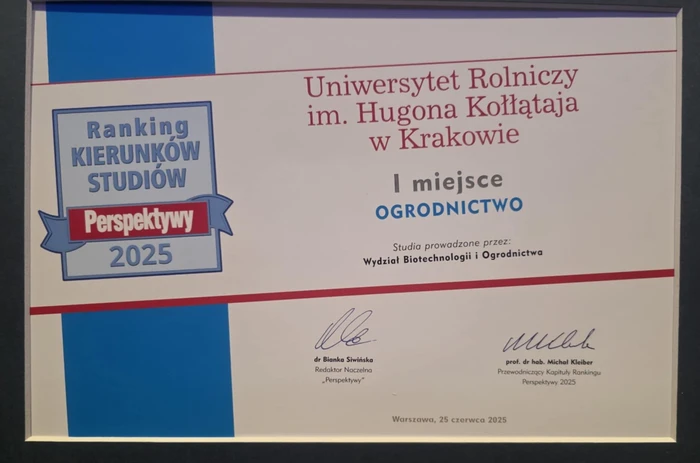 Ranking
KIERUNKÓW
STUDIÓW
Perspektywy
2025
Uniwersytet Rolniczy
im. Hugona Kołłątaja
w Krakowie
I miejsce
OGRODNICTWO
Studia prowadzone przez:
Wydział Biotechnologii i Ogrodnictwa
dr Bianka Siwińska
Redaktor Naczelna
„Perspektywy”
prof. dr hab. Michał Kleiber
Przewodniczący Kapituły Rankingu
Perspektywy 2025
Warszawa, 25 czerwca 2025